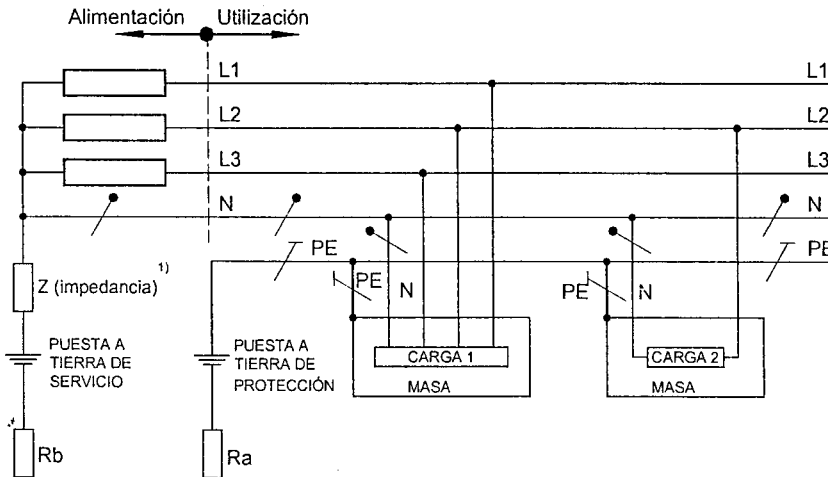 Alimentación Utilización
L1 L1
L2 L2
L3 L3
N N
PE PE
Z (impedancia) 1)
PE N
PE N
PUESTA A
TIERRA DE
SERVICIO
PUESTA A
TIERRA DE
PROTECCIÓN
CARGA 1
MASA
CARGA 2
MASA
Rb
Ra